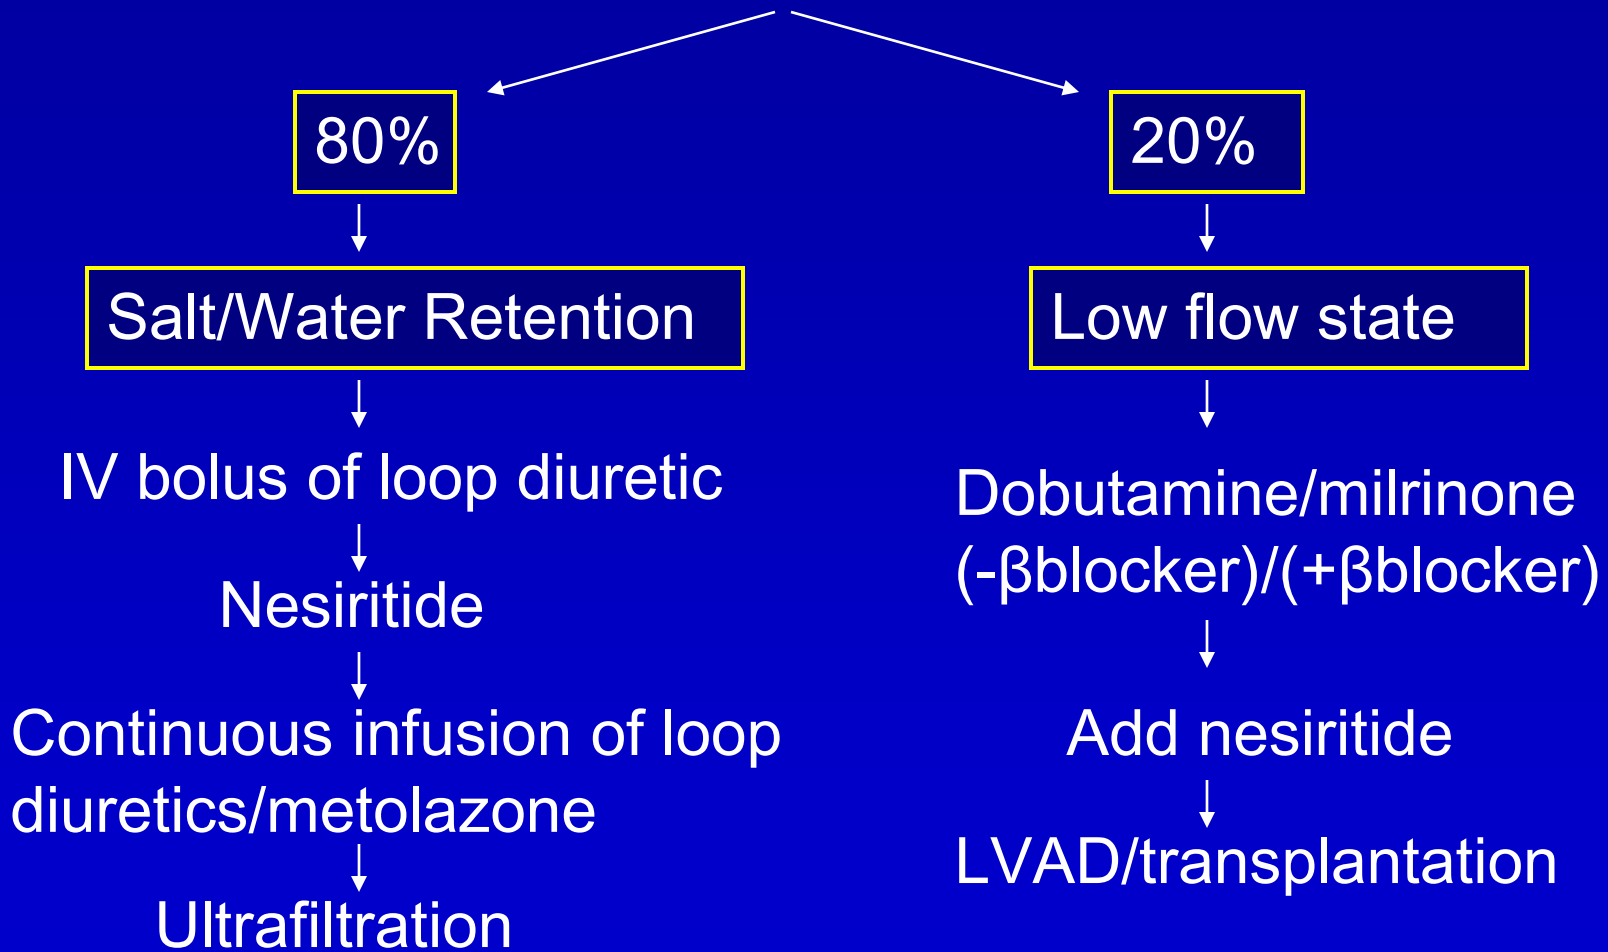 80%
Salt/Water Retention
IV bolus of loop diuretic
Nesiritide
Continuous infusion of loop
diuretics/metolazone
Ultrafiltration
20%
Low flow state
Dobutamine/milrinone
(-βblocker)/(+βblocker)
Add nesiritide
LVAD/transplantation